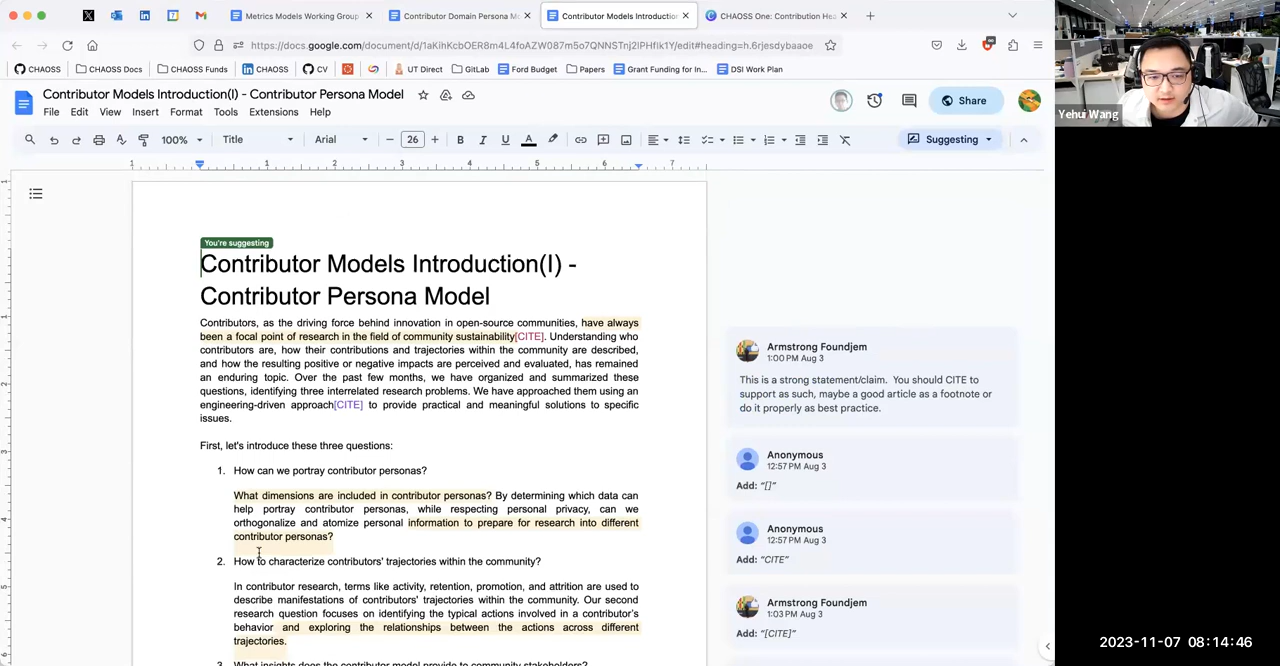 Metrics Models Working Group
Contributor Domain Persona M
Contributor Models Introduction
CHAOSS One: Contribution Hea
https://docs.google.com/document/d/1aKihKcbOER8m4L4foAZW087m5o7QNNSTnj2lPHfIk1Y/edit#heading=h.6rjesdybaaoe
CHAOSS
CHAOSS Docs
CHAOSS Funds
CHAOSS
CV
UT Direct
GitLab
Ford Budget
Papers
Grant Funding for In...
DSI Work Plan
Contributor Models Introduction(I) - Contributor Persona Model
File Edit View Insert Format Tools Extensions Help
Share
100%
Title
Arial
26
Suggesting
Yehui Wang
You're suggesting
Contributor Models Introduction(I) -
Contributor Persona Model
Contributors, as the driving force behind innovation in open-source communities, have always
been a focal point of research in the field of community sustainability[CITE]. Understanding who
contributors are, how their contributions and trajectories within the community are described,
and how the resulting positive or negative impacts are perceived and evaluated, has remained
an enduring topic. Over the past few months, we have organized and summarized these
questions, identifying three interrelated research problems. We have approached them using an
engineering-driven approach[CITE] to provide practical and meaningful solutions to specific
issues.
First, let's introduce these three questions:
1. How can we portray contributor personas?
What dimensions are included in contributor personas? By determining which data can
help portray contributor personas, while respecting personal privacy, can we
orthogonalize and atomize personal information to prepare for research into different
contributor personas?
2. How to characterize contributors' trajectories within the community?
In contributor research, terms like activity, retention, promotion, and attrition are used to
describe manifestations of contributors' trajectories within the community. Our second
research question focuses on identifying the typical actions involved in a contributor's
behavior and exploring the relationships between the actions across different
trajectories.
3. What insights does the contributor model provide to community stakeholders?
Armstrong Foundjem
1:00 PM Aug 3
This is a strong statement/claim. You should CITE to
support as such, maybe a good article as a footnote or
do it properly as best practice.
Anonymous
12:57 PM Aug 3
Add: “[]”
Anonymous
12:57 PM Aug 3
Add: “CITE”
Armstrong Foundjem
1:03 PM Aug 3
Add: “[CITE]”
2023-11-07 08:14:46